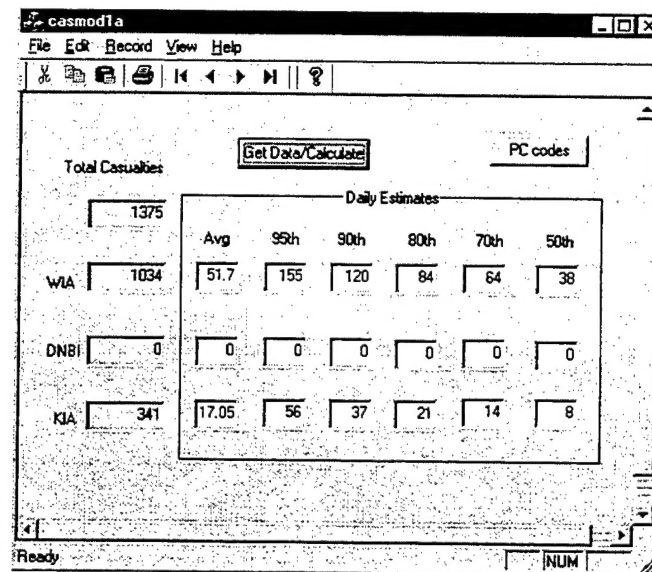 casmod1a
File Edit Record View Help
Get Data/Calculate
PC codes
Total Casualties
Daily Estimates
1375
Avg 95th 90th 80th 70th 50th
WIA 1034 51.7 155 120 84 64 38
DNBI 0 0 0 0 0 0 0
KIA 341 17.05 56 37 21 14 8
Ready NUM